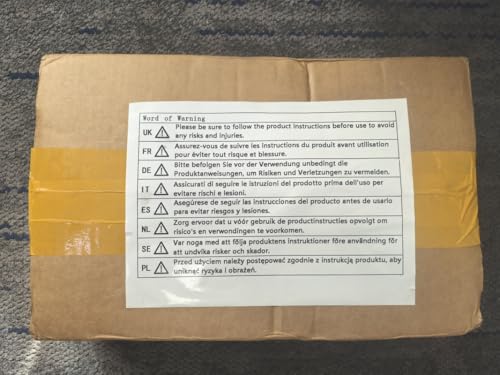 Word of Warning
UK Please be sure to follow the product instructions before use to avoid
any risks and injuries.
FR Assurez-vous de suivre les instructions du produit avant utilisation
pour éviter tout risque et blessure.
DE Bitte befolgen Sie vor der Verwendung unbedingt die
Produktanweisungen, um Risiken und Verletzungen zu vermelden.
IT Assicurati di seguire le istruzioni del prodotto prima dell'uso per
evitare rischi e lesioni.
ES Asegúrese de seguir las instrucciones del producto antes de usario
para evitar riesgos y lesiones.
NL Zorg ervoor dat u vóór gebruik de productinstructies opvolgt om
risico's en verwondingen te voorkomen.
SE Var noga med att följa produktens instruktioner före användning för
att undvika risker och skador.
PL Przed użyciem należy postępować zgodnie z instrukcją produktu, aby
uniknąć ryzyka i obrażeń.